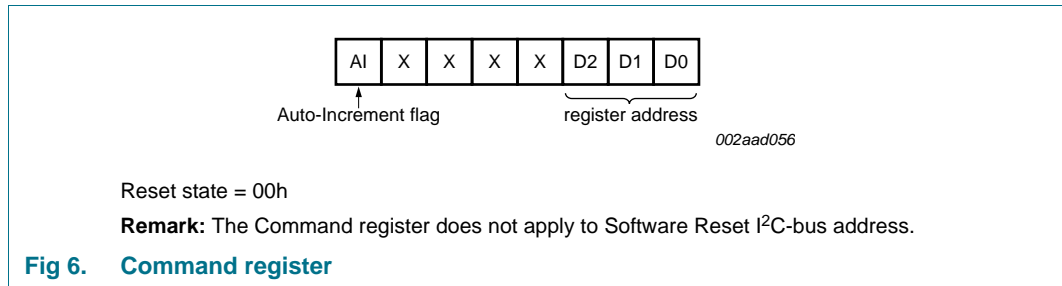 AI X X X X D2 D1 D0
Auto-Increment flag register address
002aad056
Reset state = 00h
Remark: The Command register does not apply to Software Reset I²C-bus address.
Fig 6. Command register